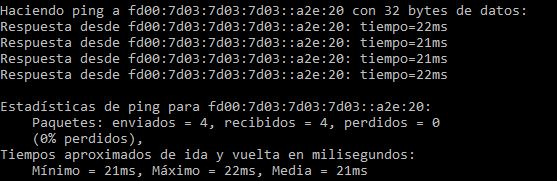 Haciendo ping a fd00:7d03:7d03:7d03::a2e:20 con 32 bytes de datos:
Respuesta desde fd00:7d03:7d03:7d03::a2e:20: tiempo=22ms
Respuesta desde fd00:7d03:7d03:7d03::a2e:20: tiempo=21ms
Respuesta desde fd00:7d03:7d03:7d03::a2e:20: tiempo=21ms
Respuesta desde fd00:7d03:7d03:7d03::a2e:20: tiempo=22ms

Estadísticas de ping para fd00:7d03:7d03:7d03::a2e:20:
    Paquetes: enviados = 4, recibidos = 4, perdidos = 0
    (0% perdidos),
Tiempos aproximados de ida y vuelta en milisegundos:
    Mínimo = 21ms, Máximo = 22ms, Media = 21ms